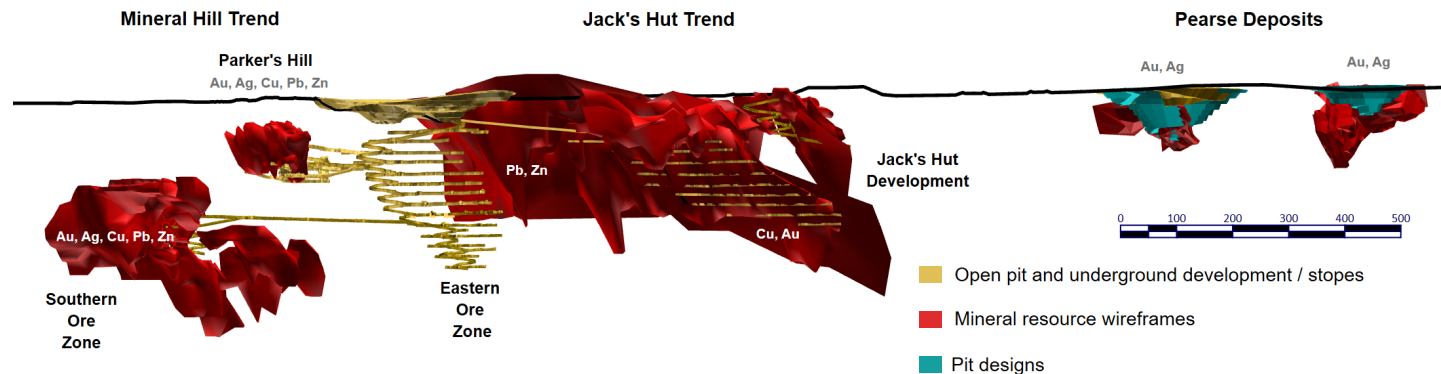 Mineral Hill Trend
Jack's Hut Trend
Pearse Deposits
Parker's Hill
Au, Ag, Cu, Pb, Zn
Au, Ag
Au, Ag
Pb, Zn
Jack's Hut
Development
Au, Ag, Cu, Pb, Zn
Cu, Au
0 100 200 300 400 500
Southern
Ore
Zone
Eastern
Ore
Zone
Open pit and underground development / stopes
Mineral resource wireframes
Pit designs